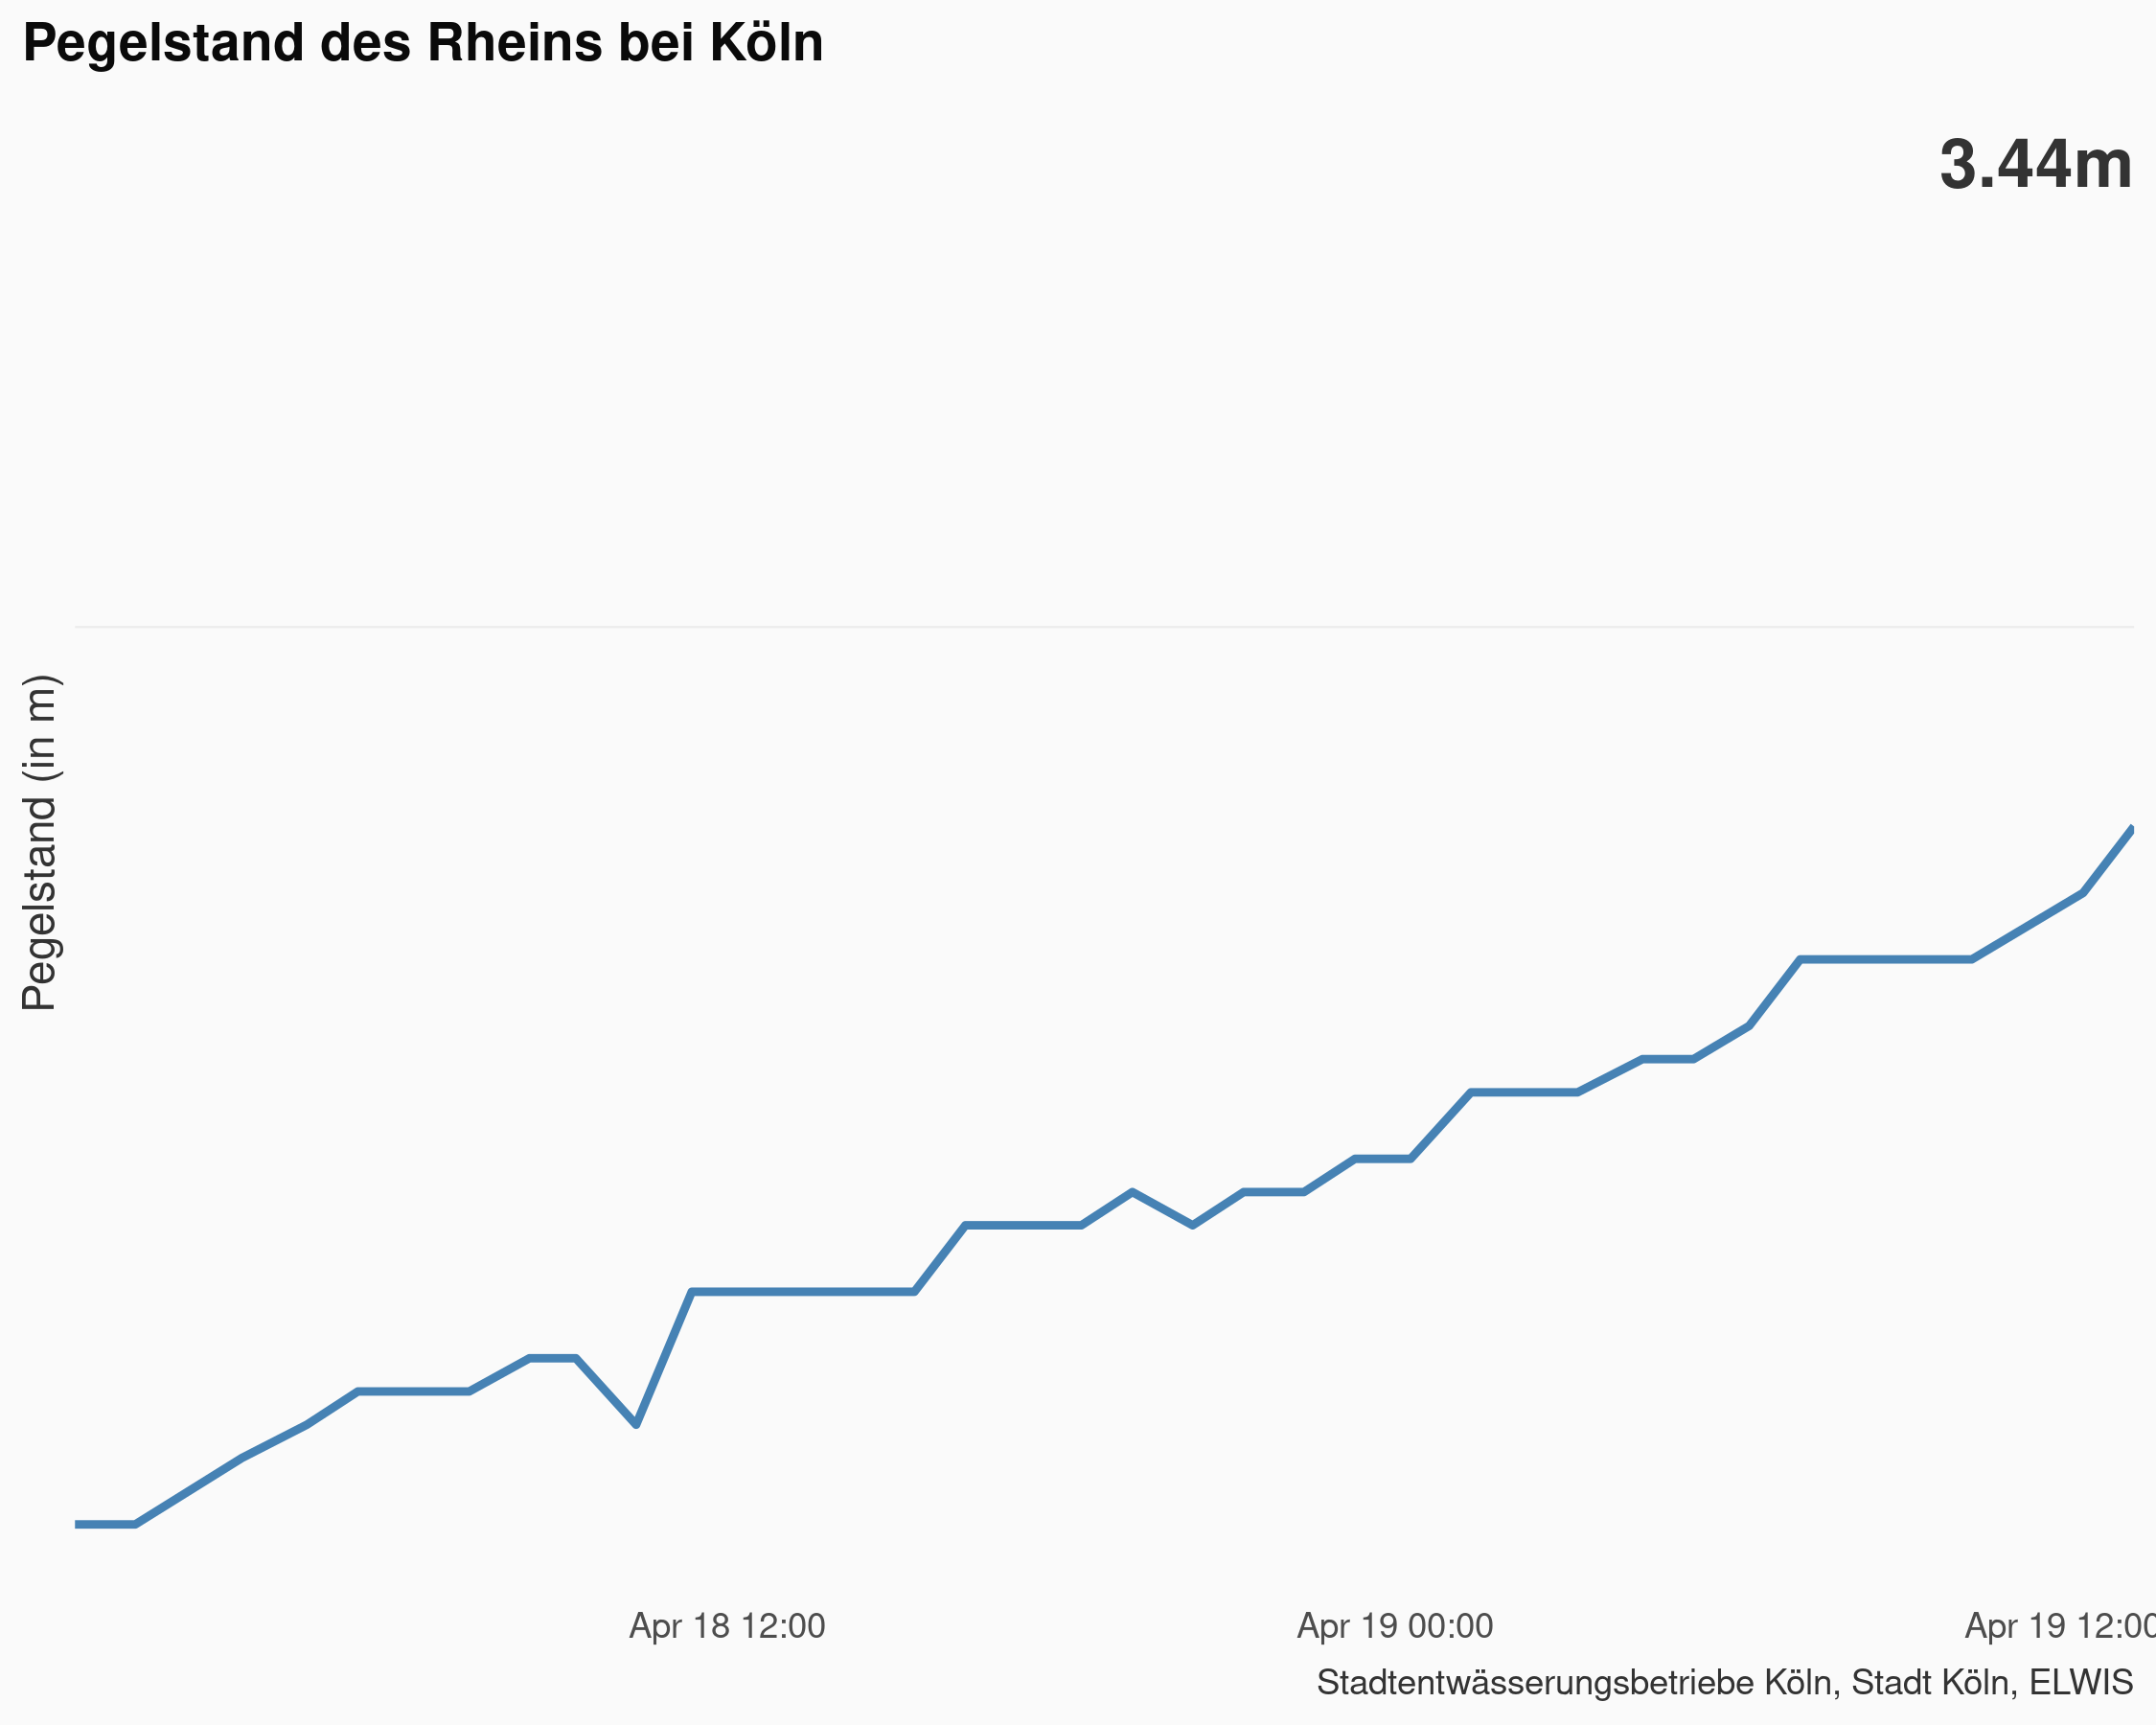 Pegelstand des Rheins bei Köln
3.44m
Pegelstand (in m)
Apr 18 12:00
Apr 19 00:00
Apr 19 12:00
Stadtentwässerungsbetriebe Köln, Stadt Köln, ELWIS